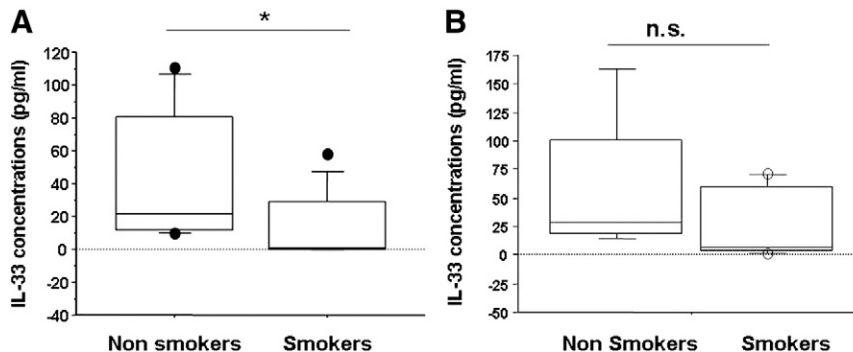 A
*
IL-33 concentrations (pg/ml)
120
100
80
60
40
20
0
-20
-40
Non smokers Smokers
B
n.s.
IL-33 concentrations (pg/ml)
175
150
125
100
75
50
25
0
-25
-50
Non Smokers Smokers